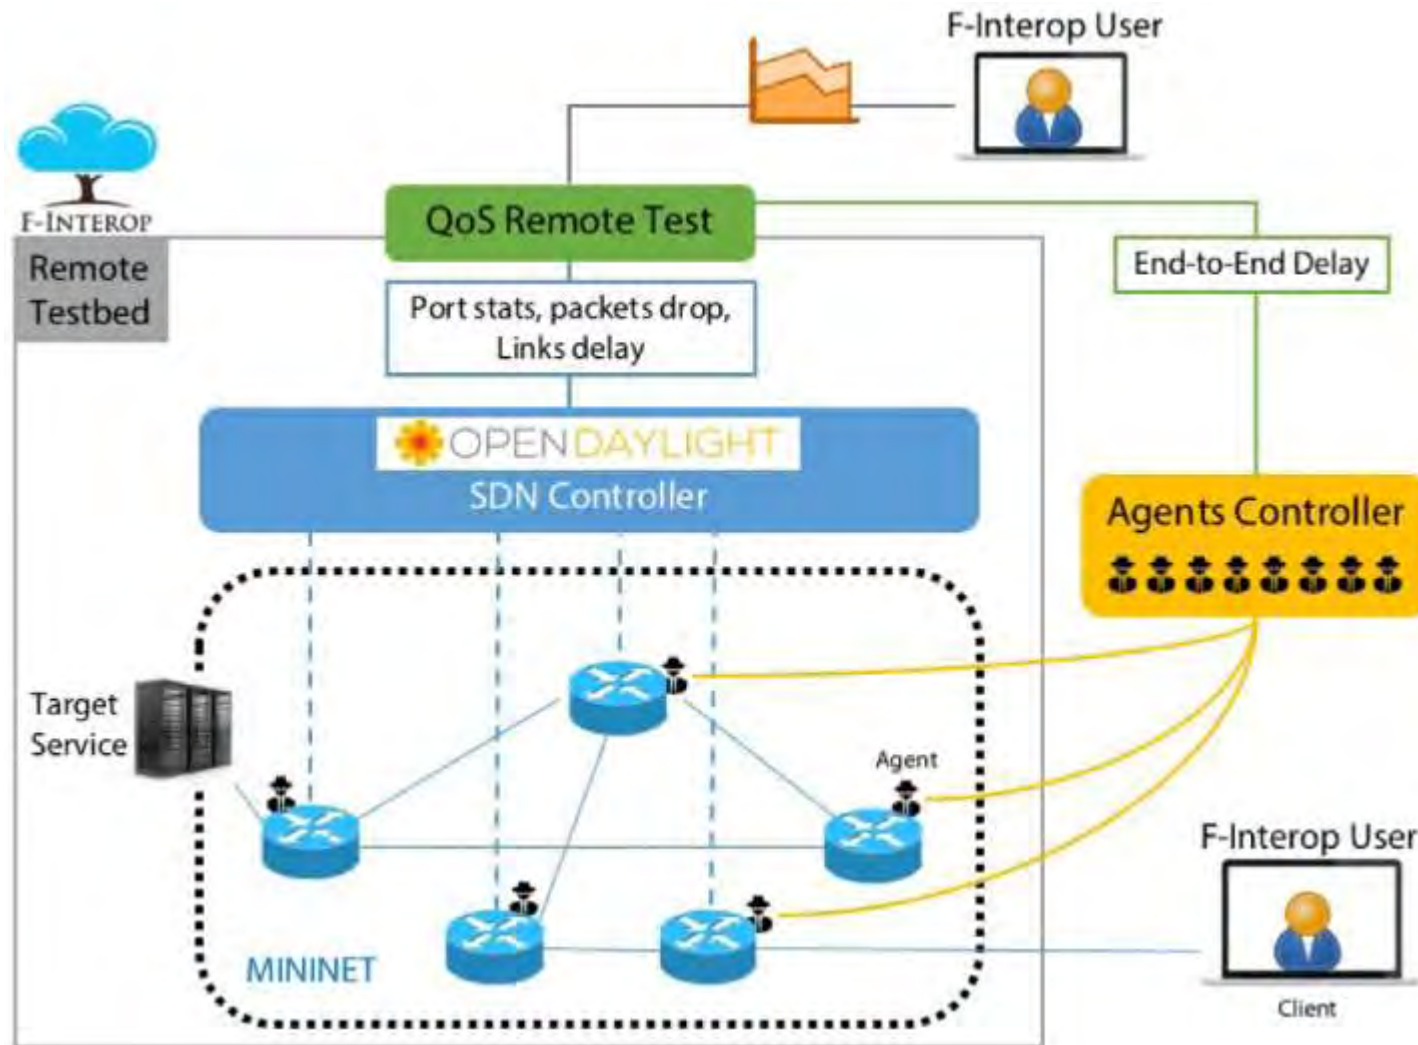 F-Interop User
F-INTEROP
QoS Remote Test
Remote
Testbed
End-to-End Delay
Port stats, packets drop,
Links delay
OPENDAYLIGHT
SDN Controller
Agents Controller
Target
Service
Agent
F-Interop User
MININET
Client